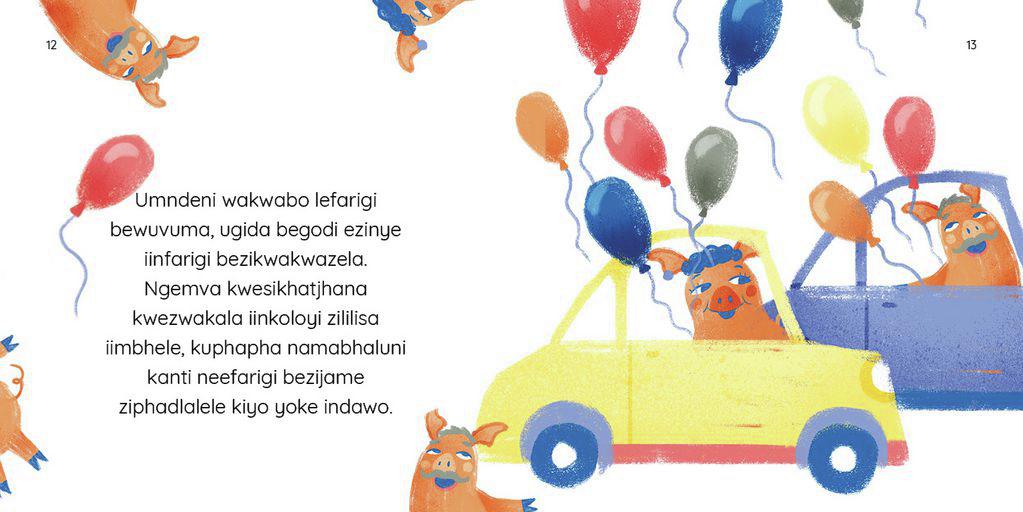 12
Umndeni wakwabo lefarigi
bewuvuma, ugida begodi ezinye
iinfarigi bezikwakwazela.
Ngemva kwesikhatjhana
kwezwakala iinkoloyi zililisa
iimbhele, kuphapha namabhaluni
kanti neefarigi bezijame
ziphadlalele kiyo yoke indawo.
13